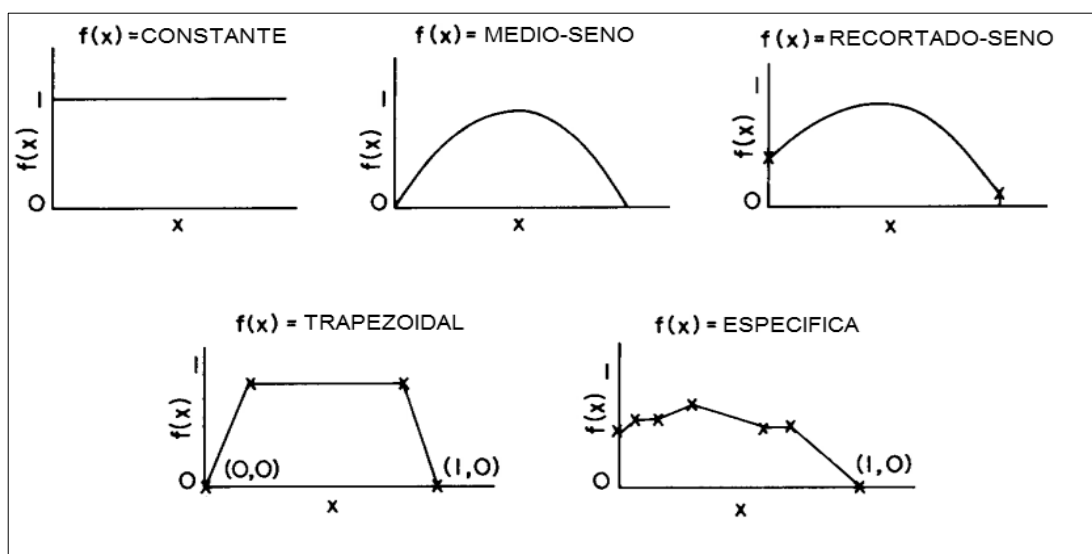 f(x) = CONSTANTE
1
f(x)
0
x
f(x) = MEDIO-SENO
1
f(x)
0
x
f(x) = RECORTADO-SENO
1
f(x)
0
x
f(x) = TRAPEZOIDAL
1
f(x)
0
(0,0)
(1,0)
x
f(x) = ESPECIFICA
1
f(x)
0
(1,0)
x